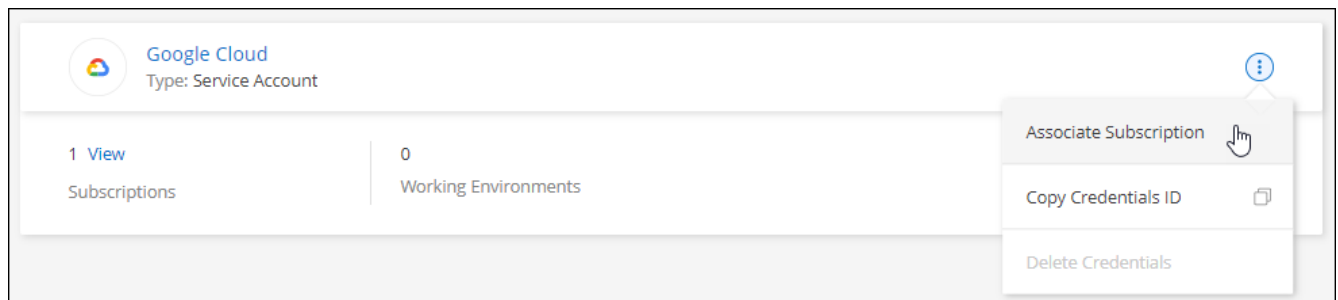 Google Cloud
Type: Service Account
1 View
Subscriptions
0
Working Environments
Associate Subscription
Copy Credentials ID
Delete Credentials